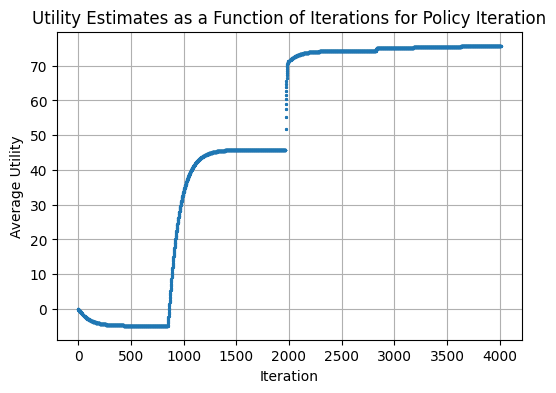 Utility Estimates as a Function of Iterations for Policy Iteration
Average Utility
70
60
50
40
30
20
10
0
0 500 1000 1500 2000 2500 3000 3500 4000
Iteration